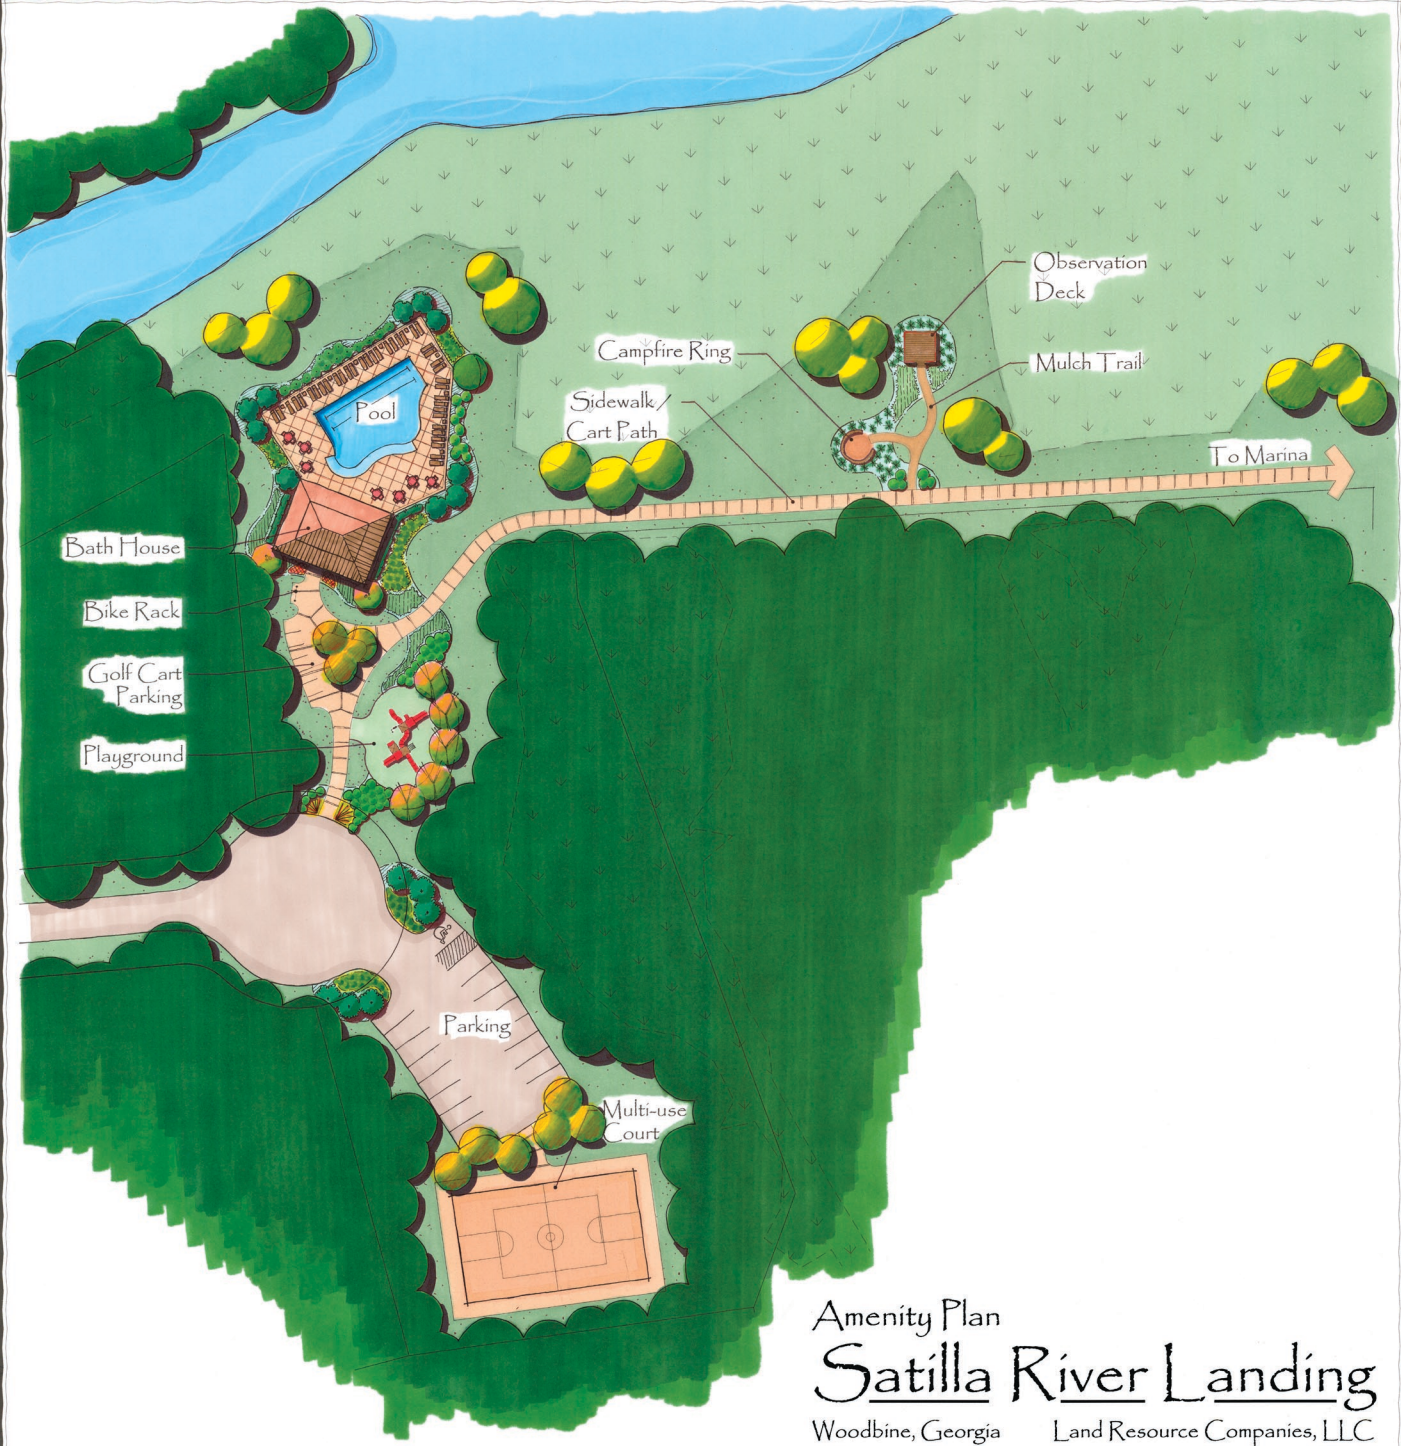 Observation
Deck
Campfire Ring
Mulch Trail
Sidewalk/
Cart Path
Pool
To Marina
Bath House
Bike Rack
Golf Cart
Parking
Playground
Parking
Multi-use
Court
Amenity Plan
Satilla River Landing
Woodbine, Georgia Land Resource Companies, LLC